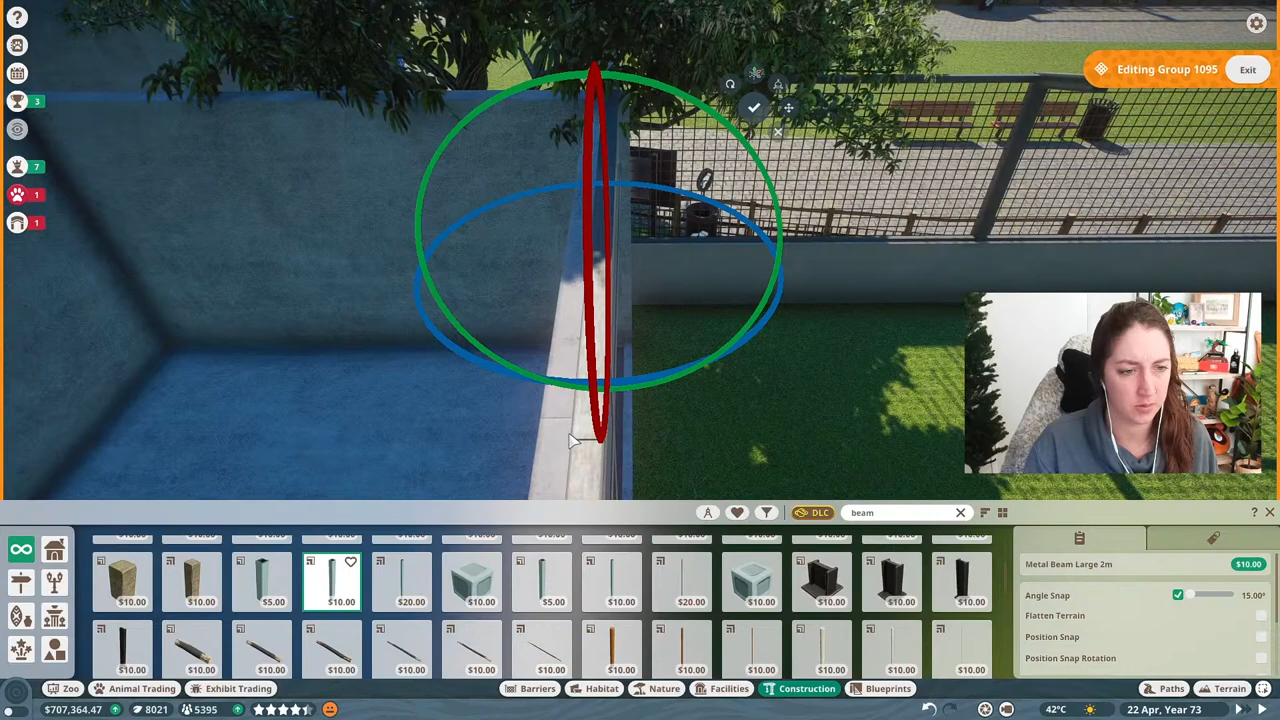 ?
Editing Group 1095 Exit
3
7
1
1
DLC beam
?
$10.00 $10.00 $5.00 $10.00 $20.00 $10.00 $5.00 $10.00 $20.00 $10.00 $10.00 $10.00 $10.00
$10.00 $10.00 $10.00 $10.00 $10.00 $10.00 $10.00 $10.00 $10.00 $10.00 $10.00 $10.00 $10.00
Metal Beam Large 2m $10.00
Angle Snap 15.00°
Flatten Terrain
Position Snap
Position Snap Rotation
Zoo Animal Trading Exhibit Trading Barriers Habitat Nature Facilities Construction Blueprints Paths Terrain
$707,364.47 8021 5395 42°C 22 Apr, Year 73